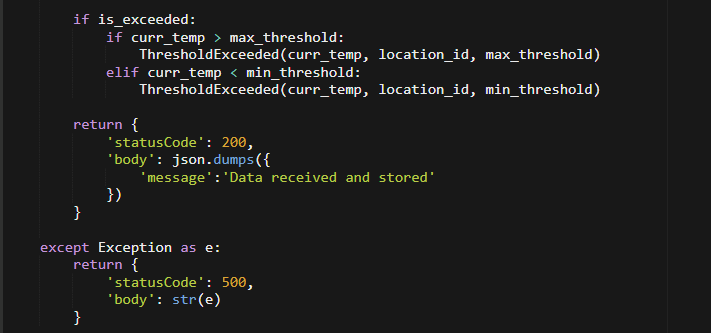 if is_exceeded:
if curr_temp > max_threshold:
ThresholdExceeded(curr_temp, location_id, max_threshold)
elif curr_temp < min_threshold:
ThresholdExceeded(curr_temp, location_id, min_threshold)
return {
'statusCode': 200,
'body': json.dumps({
'message':'Data received and stored'
})
}
except Exception as e:
return {
'statusCode': 500,
'body': str(e)
}